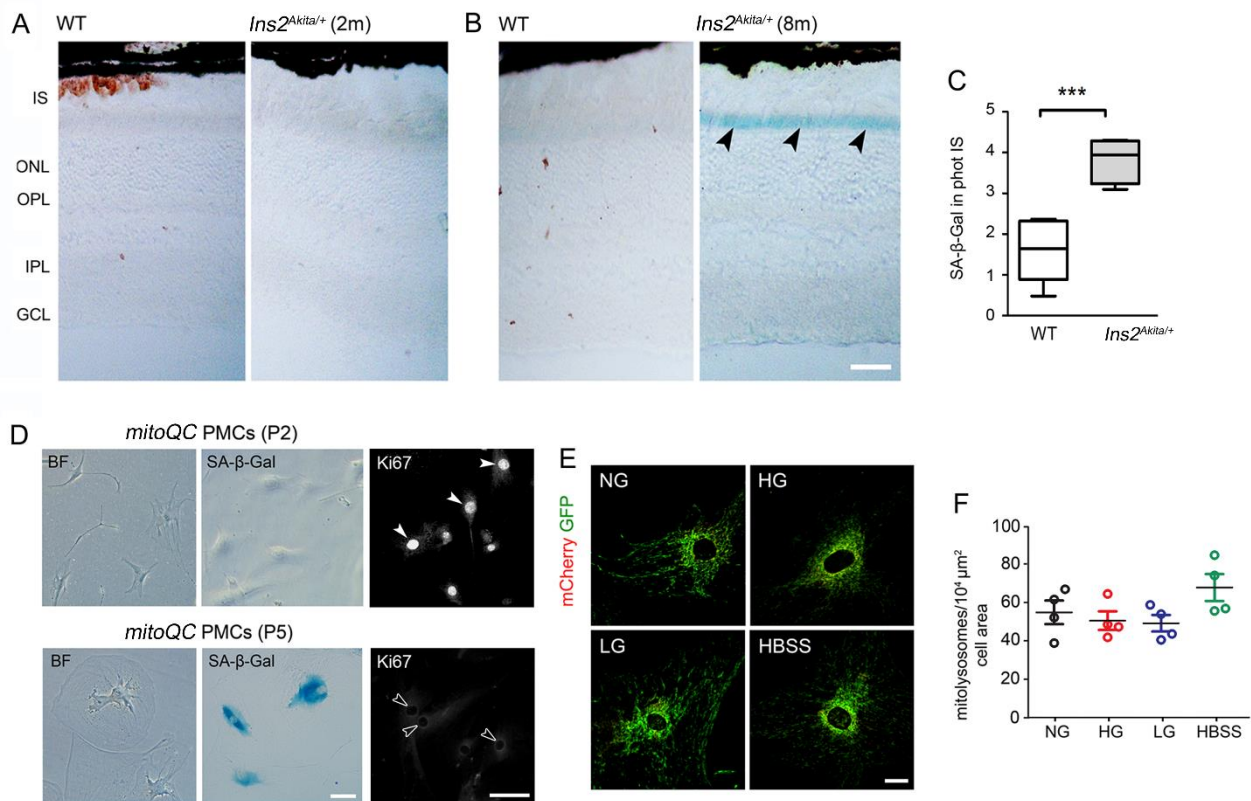 A
WT
Ins2Akita/+ (2m)
IS
ONL
OPL
IPL
GCL
B
WT
Ins2Akita/+ (8m)
C
***
SA-β-Gal in phot IS
5
4
3
2
1
0
WT
Ins2Akita/+
D
mitoQC PMCs (P2)
BF
SA-β-Gal
Ki67
mitoQC PMCs (P5)
BF
SA-β-Gal
Ki67
E
mCherry GFP
NG
HG
LG
HBSS
F
mitolysosomes/10⁴ µm²
cell area
100
80
60
40
20
0
NG
HG
LG
HBSS